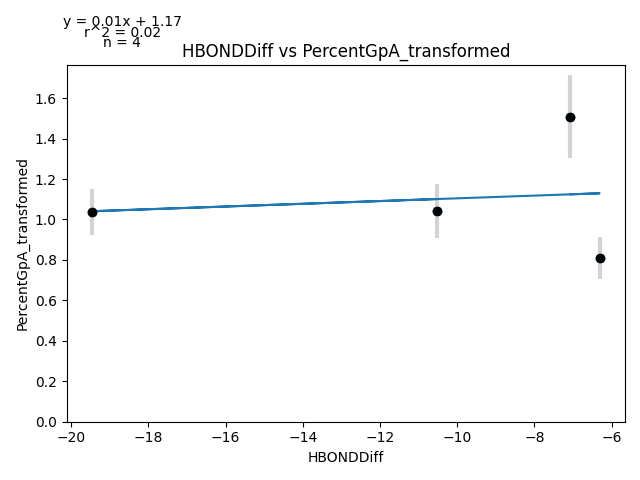 y = 0.01x + 1.17
r^2 = 0.02
n = 4
HBONDDiff vs PercentGpA_transformed
PercentGpA_transformed
1.6
1.4
1.2
1.0
0.8
0.6
0.4
0.2
0.0
−20 −18 −16 −14 −12 −10 −8 −6
HBONDDiff